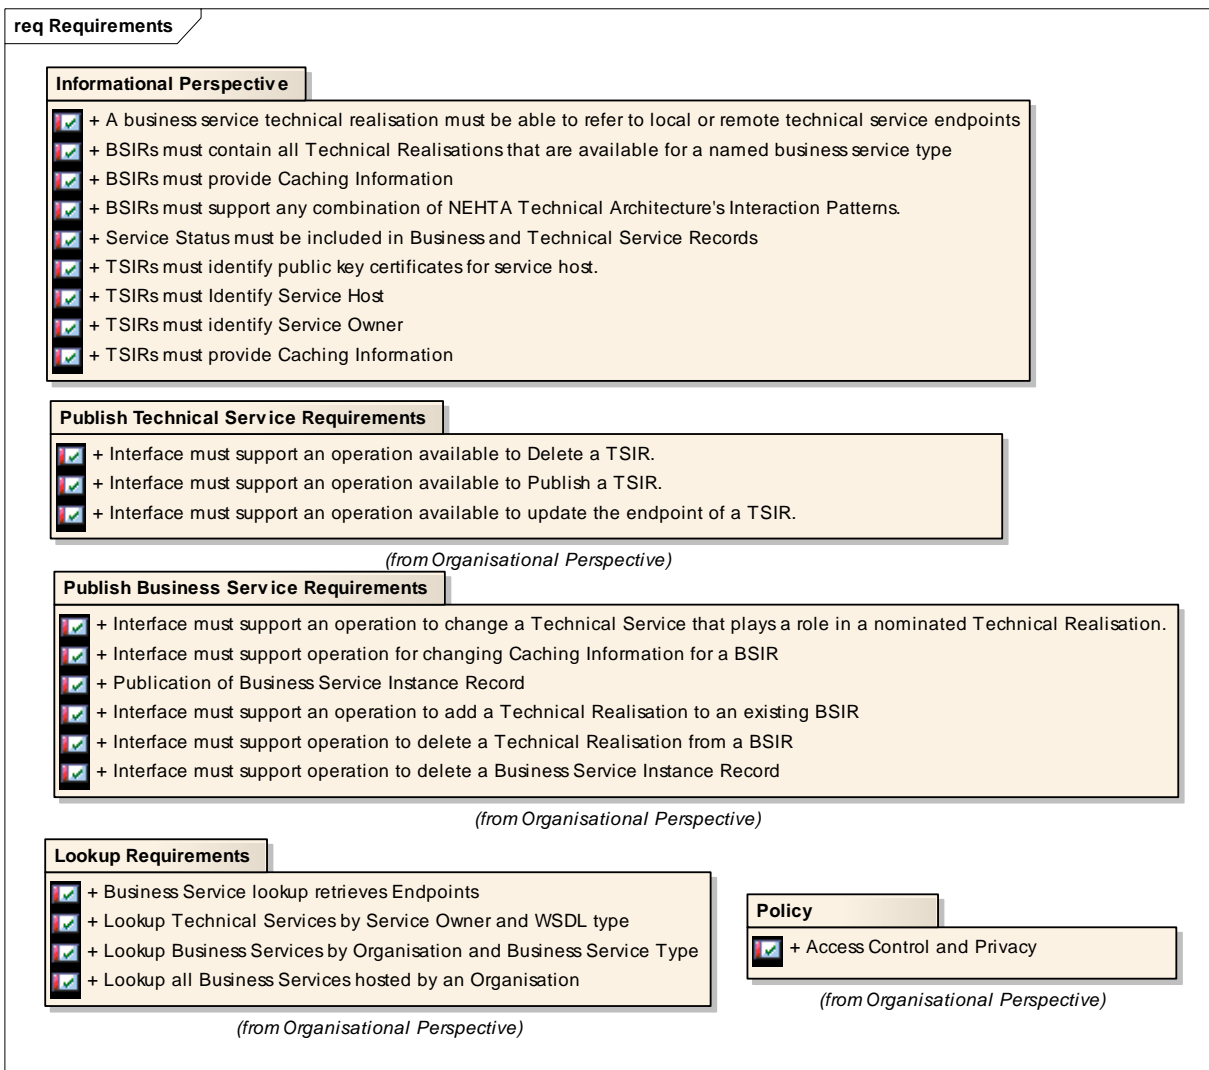 req Requirements
Informational Perspective
+ A business service technical realisation must be able to refer to local or remote technical service endpoints
+ BSIRs must contain all Technical Realisations that are available for a named business service type
+ BSIRs must provide Caching Information
+ BSIRs must support any combination of NEHTA Technical Architecture's Interaction Patterns.
+ Service Status must be included in Business and Technical Service Records
+ TSIRs must identify public key certificates for service host.
+ TSIRs must Identify Service Host
+ TSIRs must identify Service Owner
+ TSIRs must provide Caching Information
Publish Technical Service Requirements
+ Interface must support an operation available to Delete a TSIR.
+ Interface must support an operation available to Publish a TSIR.
+ Interface must support an operation available to update the endpoint of a TSIR.
(from Organisational Perspective)
Publish Business Service Requirements
+ Interface must support an operation to change a Technical Service that plays a role in a nominated Technical Realisation.
+ Interface must support operation for changing Caching Information for a BSIR
+ Publication of Business Service Instance Record
+ Interface must support an operation to add a Technical Realisation to an existing BSIR
+ Interface must support operation to delete a Technical Realisation from a BSIR
+ Interface must support operation to delete a Business Service Instance Record
(from Organisational Perspective)
Lookup Requirements
+ Business Service lookup retrieves Endpoints
+ Lookup Technical Services by Service Owner and WSDL type
+ Lookup Business Services by Organisation and Business Service Type
+ Lookup all Business Services hosted by an Organisation
(from Organisational Perspective)
Policy
+ Access Control and Privacy
(from Organisational Perspective)